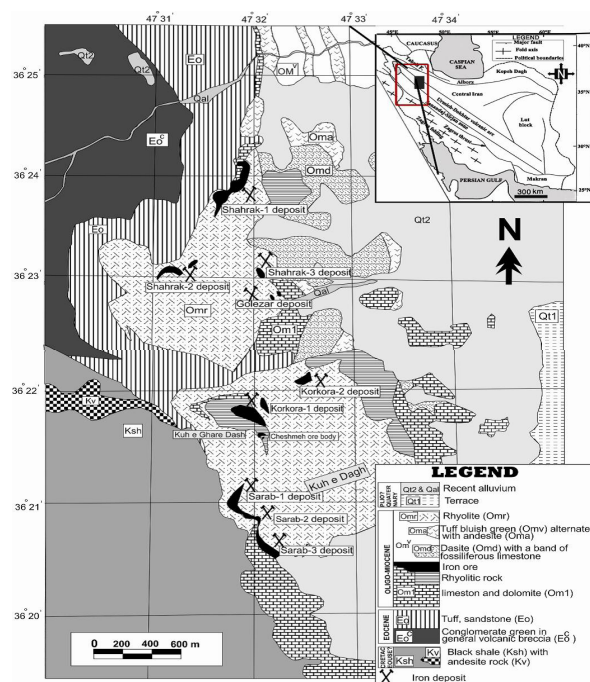 47 31
47 32
47 33
47 34
36 25
36 24
36 23
36 22
36 21
36 20
Qt2
Qt2
Qal
Eo
OM
Eo C
Oma
Omd
Shahrak-1 deposit
Eo
Qt2
Shahrak-3 deposit
Shahrak-2 deposit
Golezar deposit
Qal
Omr
Om1
Qt1
Korkora-2 deposit
Kv
Korkora-1 deposit
Ksh
Kuh e Ghare Dash
Cheshmeh ore body
Kuh e Dagh
Sarab-1 deposit
Sarab-2 deposit
Sarab-3 deposit
0 200 400 600 m
N
LEGEND
Major fault
Fold axis
Political boundaries
CAUCASUS
CASPIAN
SEA
Kopeh Dagh
N
Alborz
Central Iran
Lut
block
Makran
PERSIAN GULF
300 km
40°N
35°N
30°N
25°N
LEGEND
Qt2 & Qal Recent alluvium
Qt1 Terrace
Omr Rhyolite (Omr)
Oma Tuff bluish green (Omv) alternate
with andesite (Oma)
Om v
Omd Dasite (Omd) with a band of
fossiliferous limestone
Iron ore
Rhyolitic rock
Om1 limeston and dolomite (Om1)
OLIGO-MIOCENE
Eo Tuff, sandstone (Eo)
Eo C Conglomerate green in
general volcanic breccia (Eo C)
EOCENE
Kv Black shale (Ksh) with
Ksh andesite rock (Kv)
Iron deposit